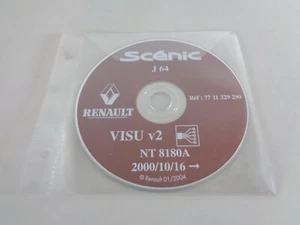 Scénic
J 64
Réf : 77 11 329 290
RENAULT
VISU v2
NT 8180A
2000/10/16 →
© Renault 01/2004